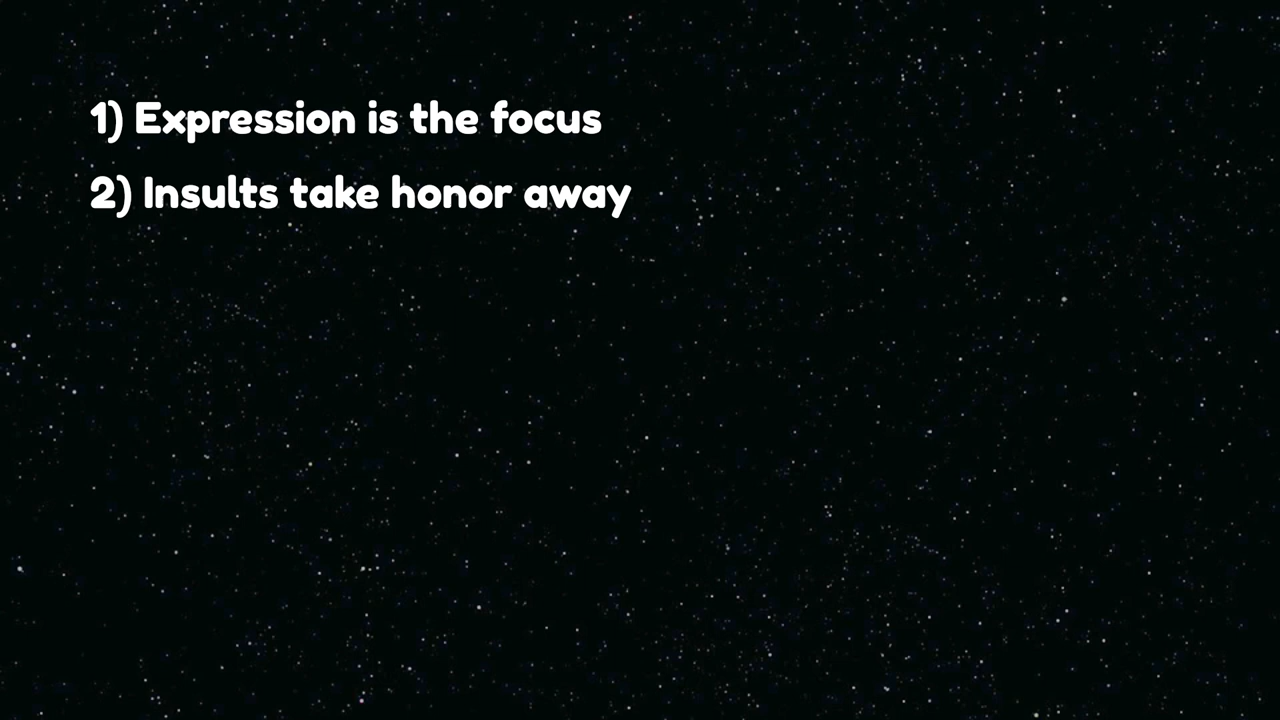 1) Expression is the focus
2) Insults take honor away